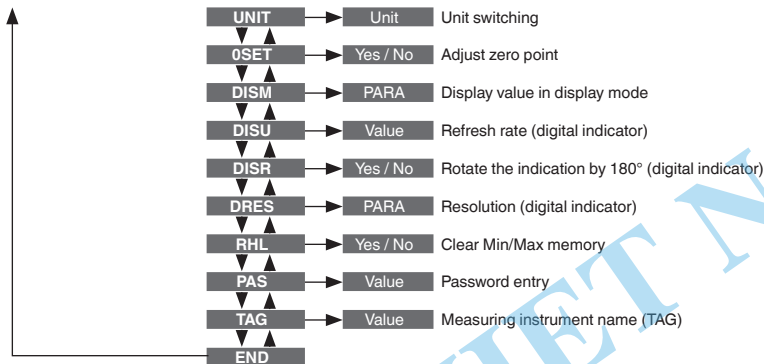 UNIT Unit Unit switching
0SET Yes / No Adjust zero point
DISM PARA Display value in display mode
DISU Value Refresh rate (digital indicator)
DISR Yes / No Rotate the indication by 180° (digital indicator)
DRES PARA Resolution (digital indicator)
RHL Yes / No Clear Min/Max memory
PAS Value Password entry
TAG Value Measuring instrument name (TAG)
END
IET N